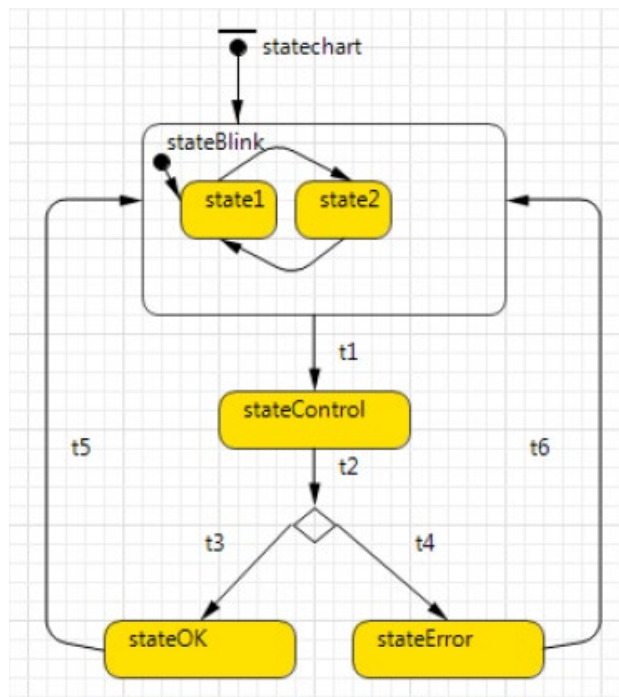 statechart
stateBlink
state1
state2
t1
stateControl
t2
t5
t6
t3
t4
stateOK
stateError